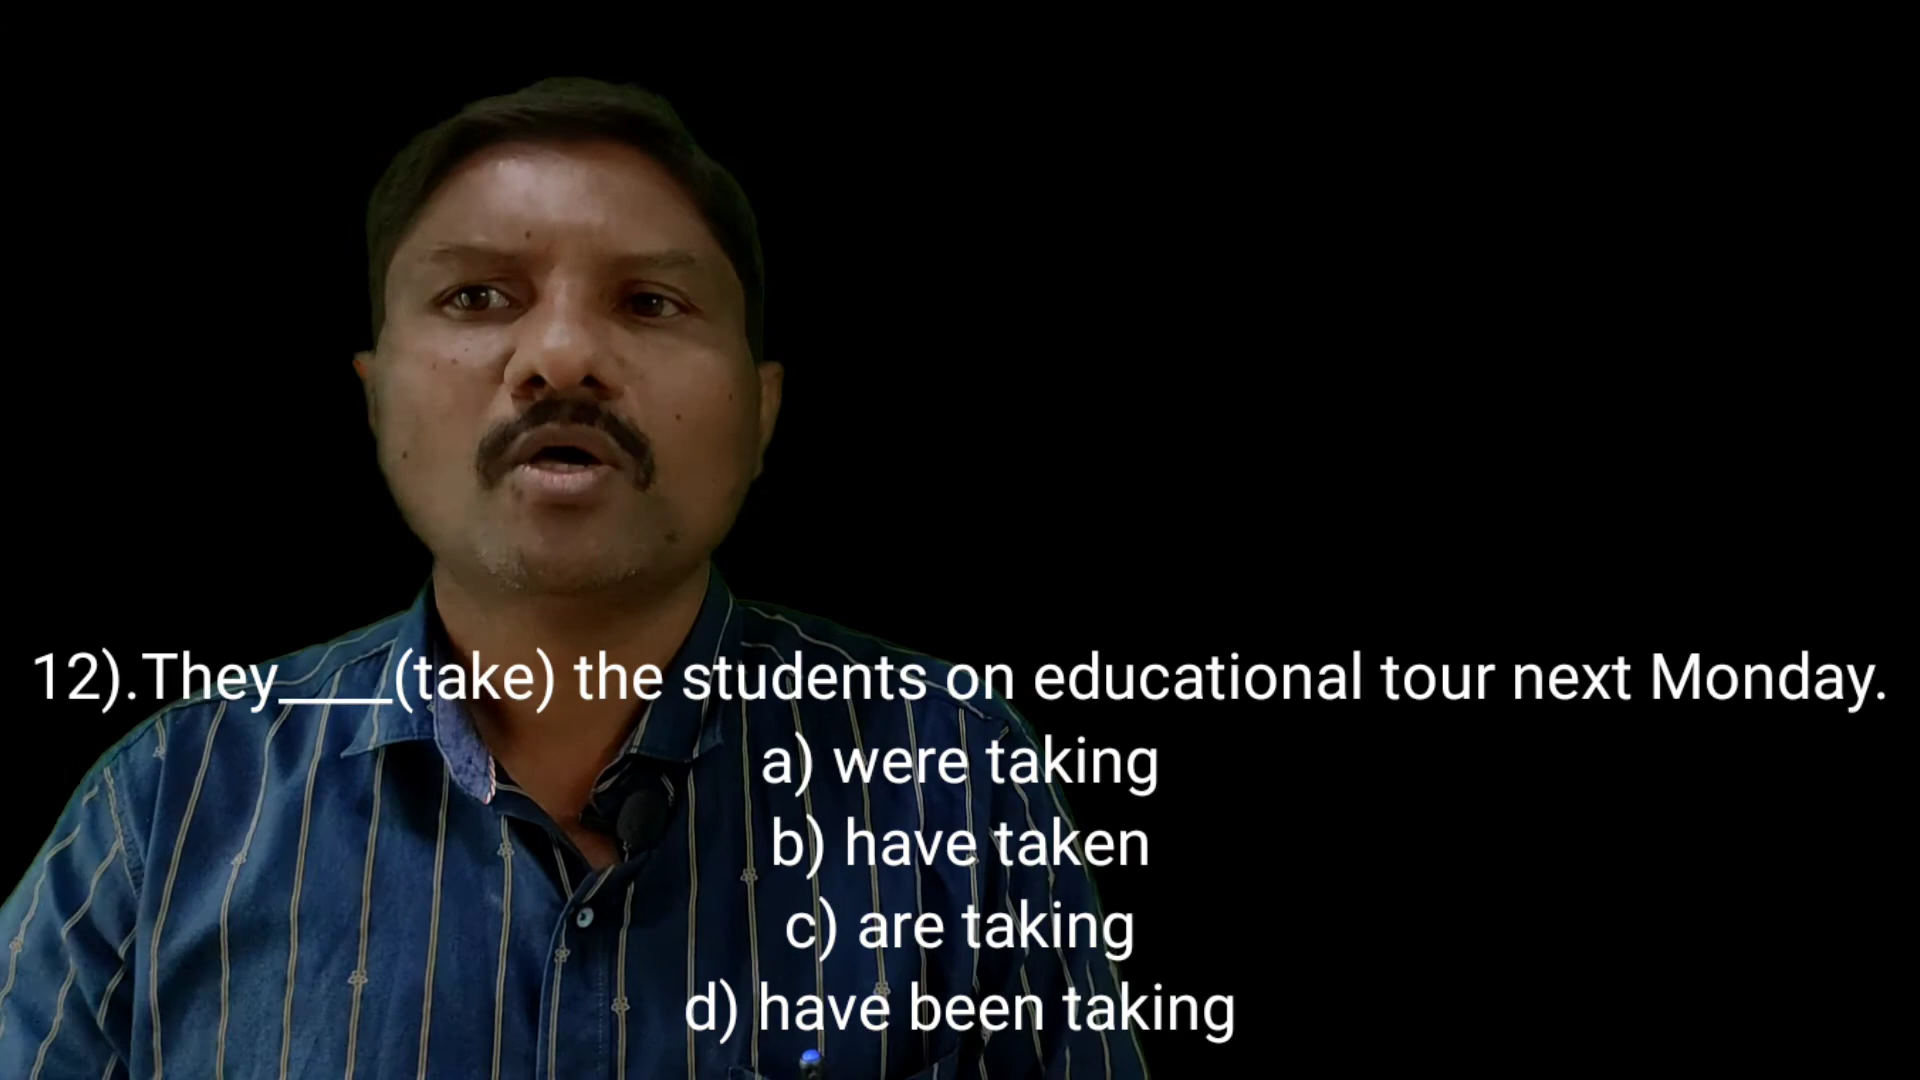 12).They____(take) the students on educational tour next Monday.
a) were taking
b) have taken
c) are taking
d) have been taking